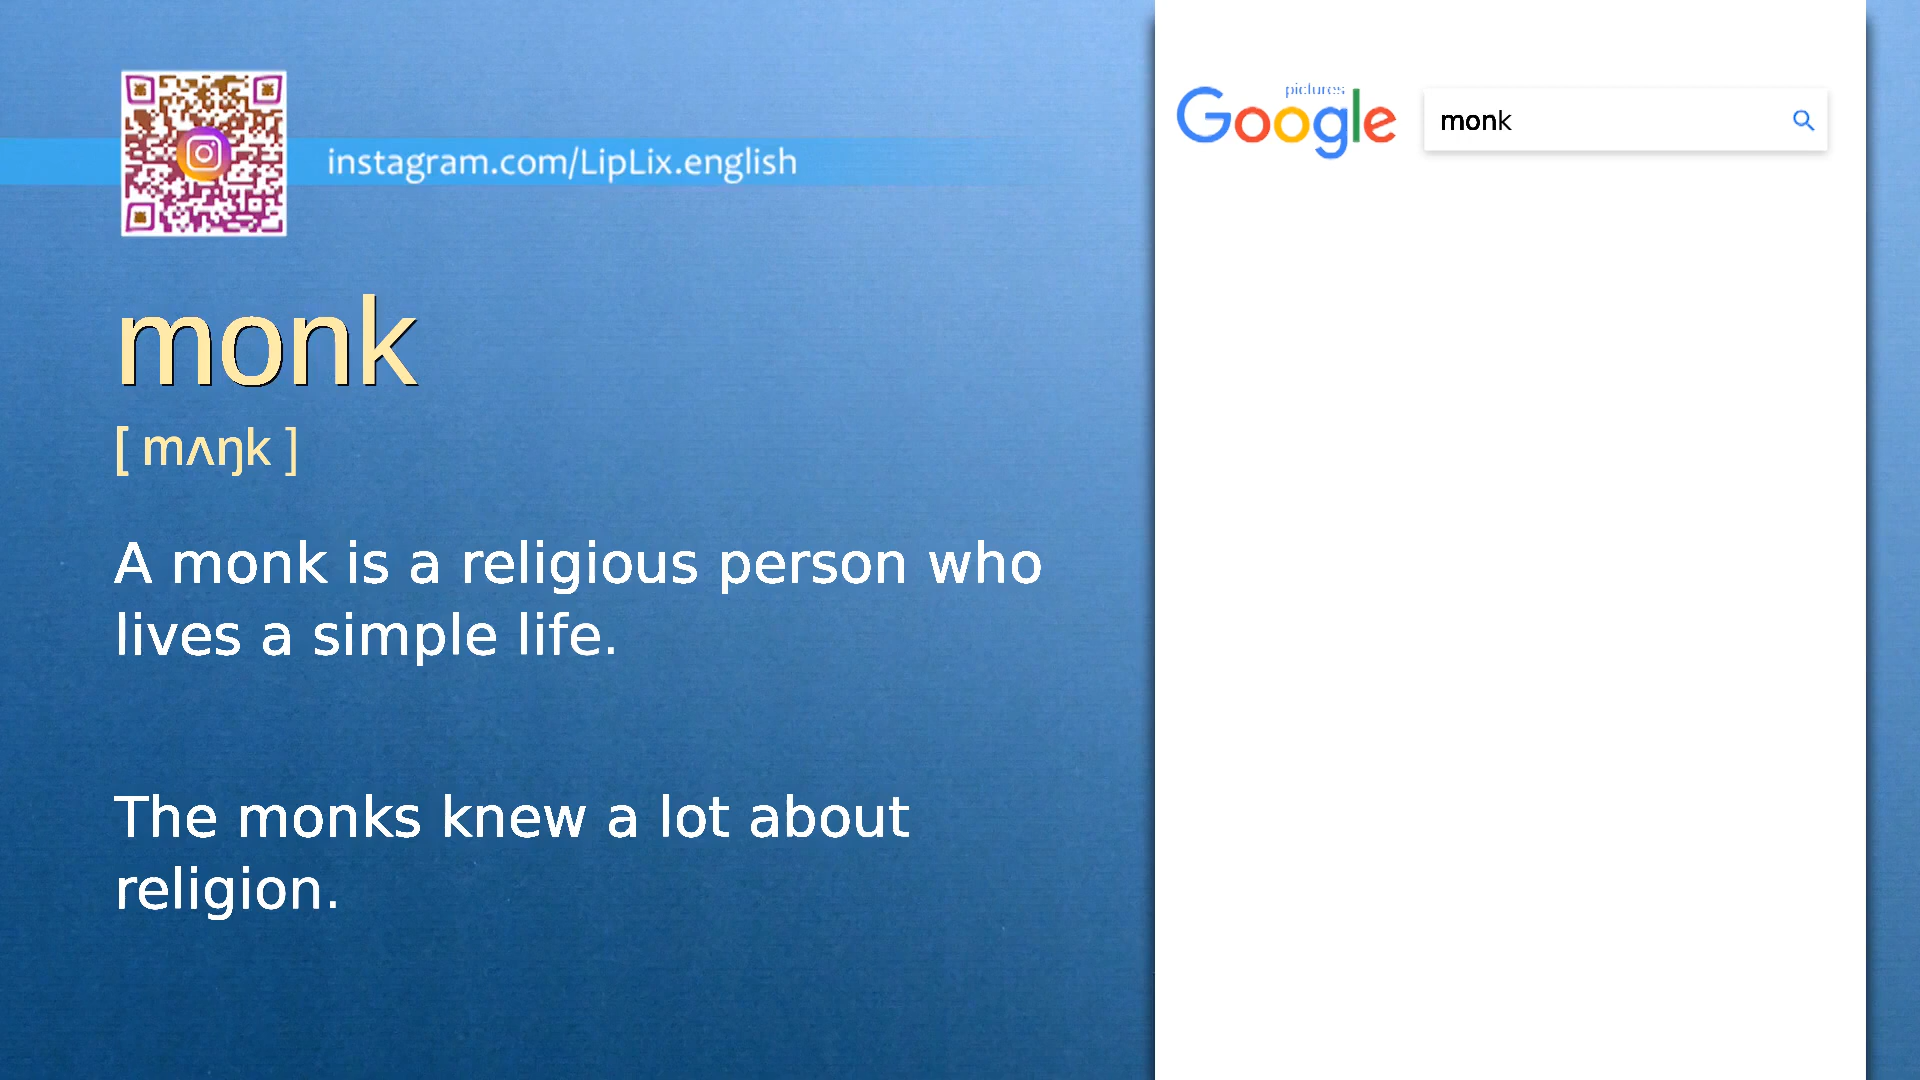 instagram.com/LipLix.english
monk
[ mʌŋk ]
A monk is a religious person who
lives a simple life.
The monks knew a lot about
religion.
pictures
Google
monk